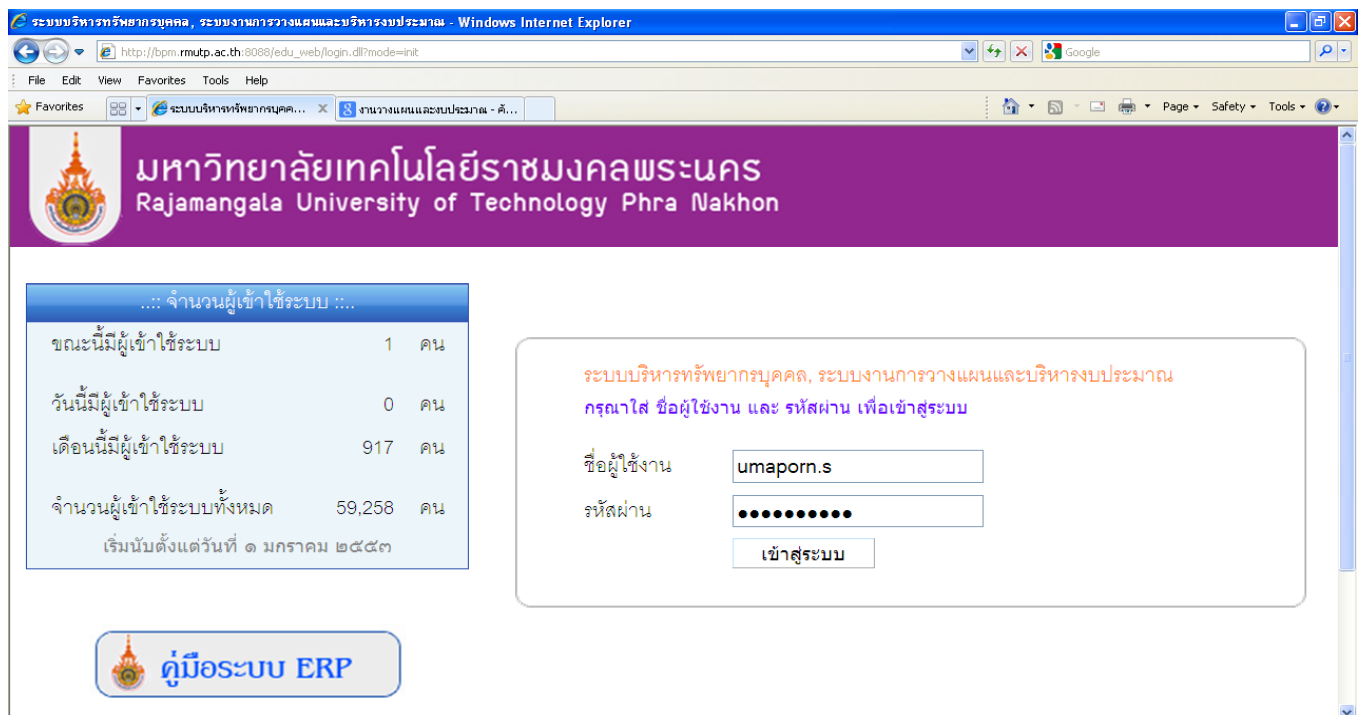 ระบบบริหารทรัพยากรบุคคล, ระบบงานการวางแผนและบริหารงบประมาณ - Windows Internet Explorer
http://bpm.rmutp.ac.th:8088/edu_web/login.dll?mode=init
Google
File Edit View Favorites Tools Help
Favorites
ระบบบริหารทรัพยากรบุคค...
งานวางแผนและงบประมาณ - ค้...
Page Safety Tools
มหาวิทยาลัยเทคโนโลยีราชมงคลพระนคร
Rajamangala University of Technology Phra Nakhon
..:: จำนวนผู้เข้าใช้ระบบ ::..
ขณะนี้มีผู้เข้าใช้ระบบ 1 คน
วันนี้มีผู้เข้าใช้ระบบ 0 คน
เดือนนี้มีผู้เข้าใช้ระบบ 917 คน
จำนวนผู้เข้าใช้ระบบทั้งหมด 59,258 คน
เริ่มนับตั้งแต่วันที่ ๑ มกราคม ๒๕๕๓
ระบบบริหารทรัพยากรบุคคล, ระบบงานการวางแผนและบริหารงบประมาณ
กรุณาใส่ ชื่อผู้ใช้งาน และ รหัสผ่าน เพื่อเข้าสู่ระบบ
ชื่อผู้ใช้งาน umaporn.s
รหัสผ่าน ●●●●●●●●●●
เข้าสู่ระบบ
คู่มือระบบ ERP